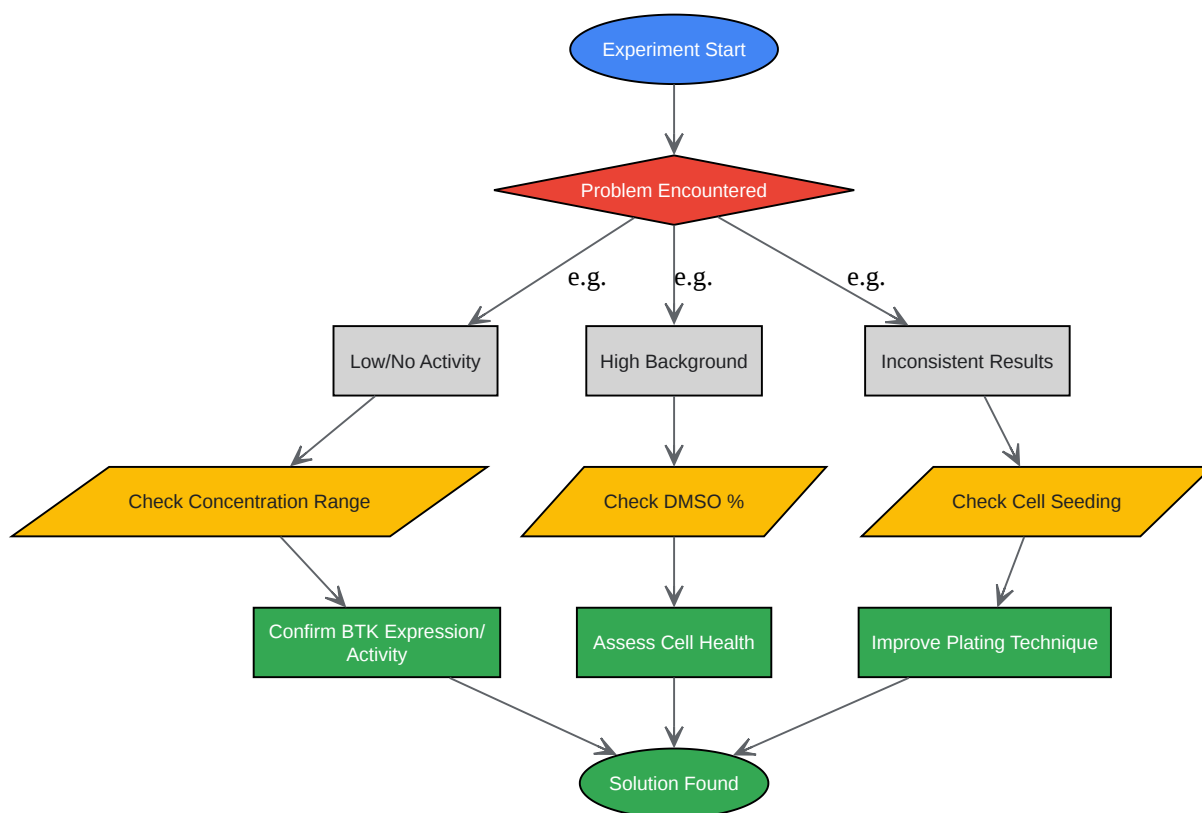 Experiment Start
Problem Encountered
e.g.
e.g.
e.g.
Low/No Activity
High Background
Inconsistent Results
Check Concentration Range
Check DMSO %
Check Cell Seeding
Confirm BTK Expression/
Activity
Assess Cell Health
Improve Plating Technique
Solution Found